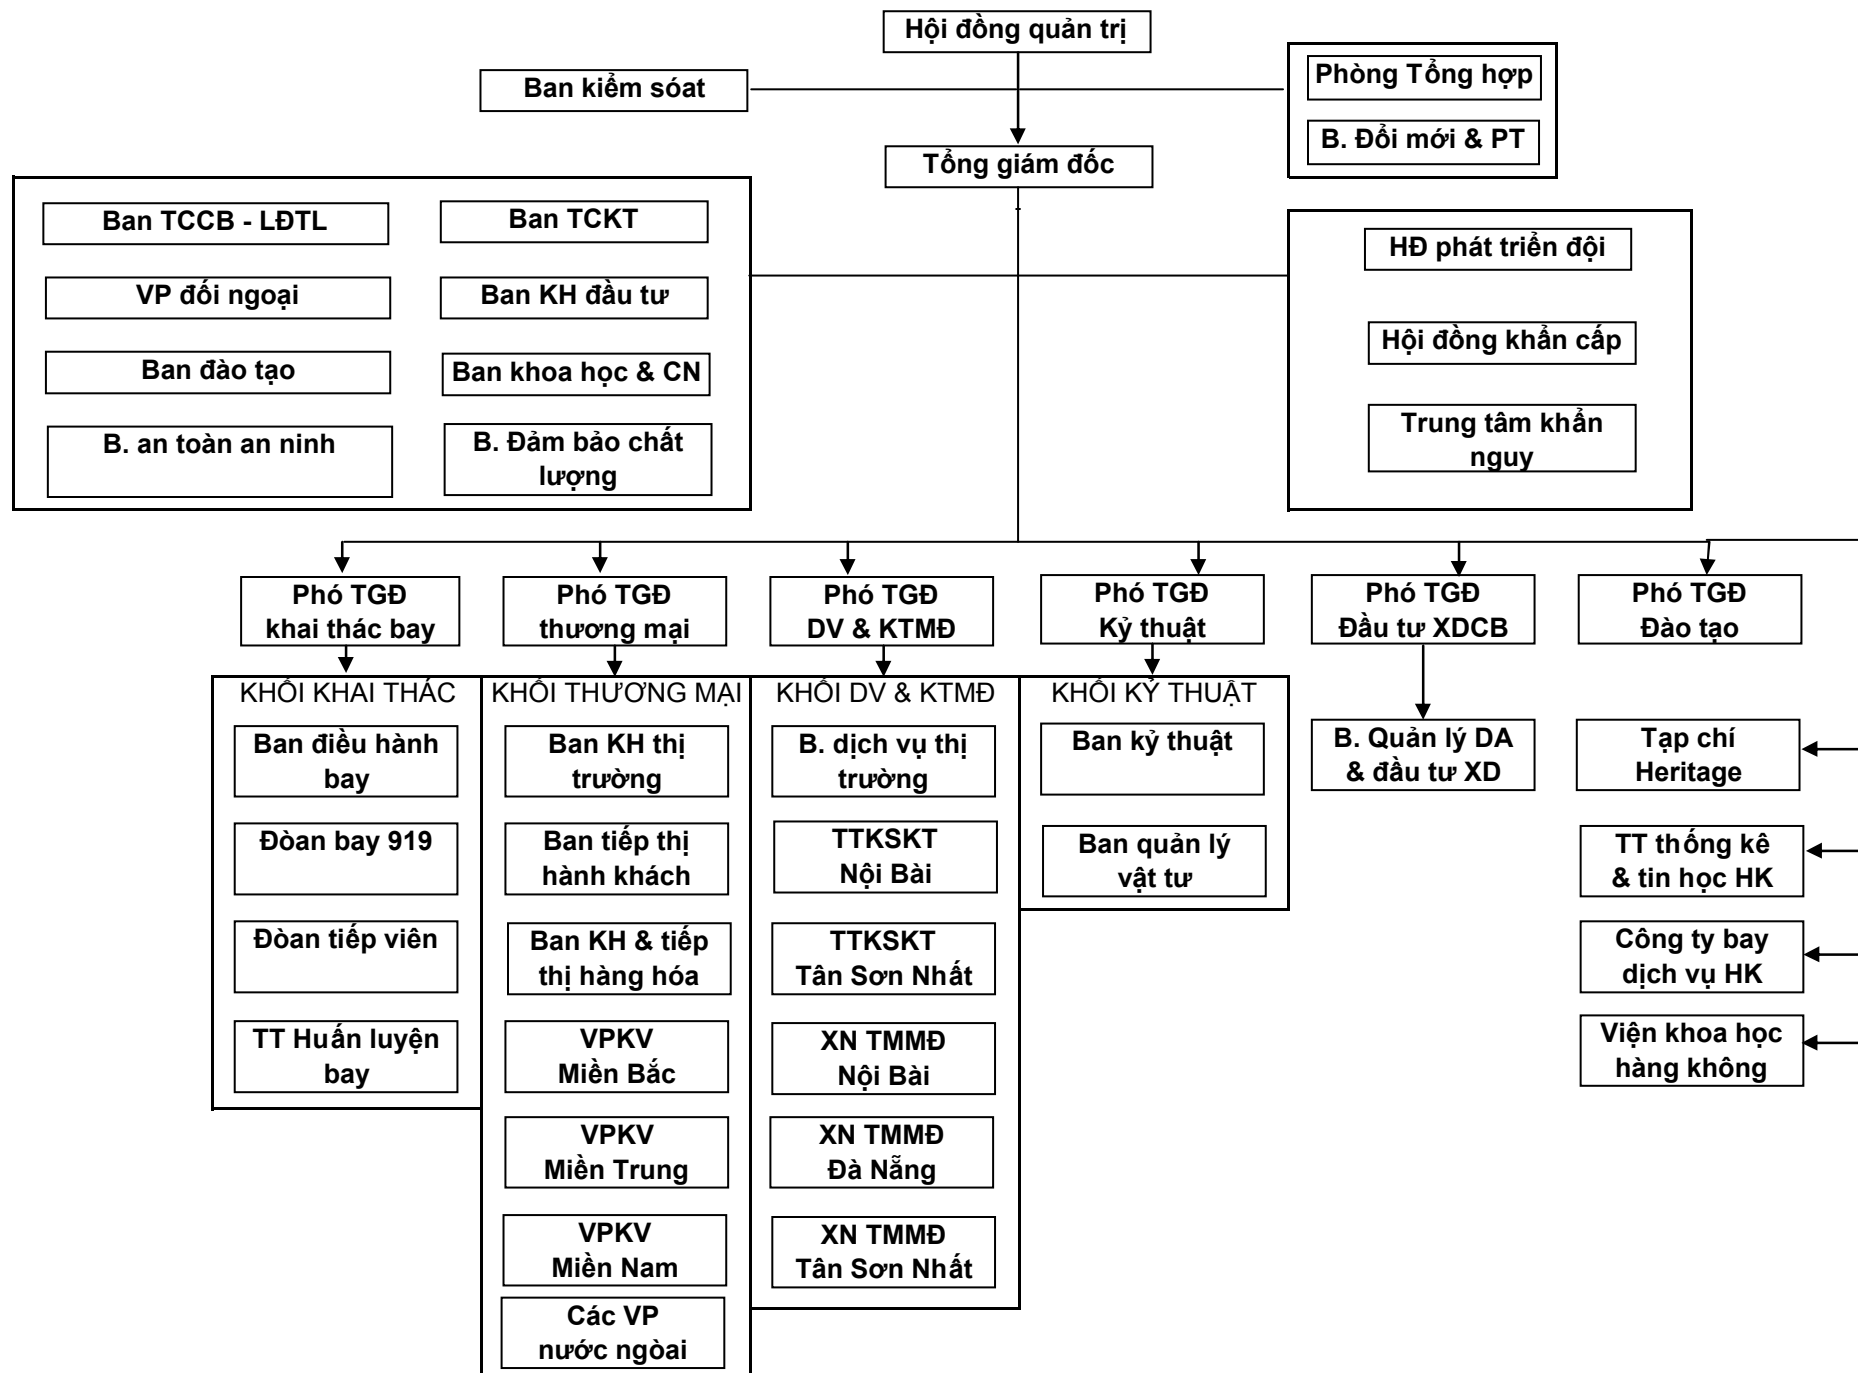 Hội đồng quản trị
Ban kiểm sóat
Phòng Tổng hợp
B. Đổi mới & PT
Tổng giám đốc
Ban TCCB - LĐTL
Ban TCKT
VP đối ngoại
Ban KH đầu tư
Ban đào tạo
Ban khoa học & CN
B. an toàn an ninh
B. Đảm bảo chất
lượng
HĐ phát triển đội
Hội đồng khẩn cấp
Trung tâm khẩn
nguy
Phó TGĐ
khai thác bay
Phó TGĐ
thương mại
Phó TGĐ
DV & KTMĐ
Phó TGĐ
Kỷ thuật
Phó TGĐ
Đầu tư XDCB
Phó TGĐ
Đào tạo
KHỐI KHAI THÁC
Ban điều hành
bay
Đòan bay 919
Đòan tiếp viên
TT Huấn luyện
bay
KHỐI THƯƠNG MẠI
Ban KH thị
trường
Ban tiếp thị
hành khách
Ban KH & tiếp
thị hàng hóa
VPKV
Miền Bắc
VPKV
Miền Trung
VPKV
Miền Nam
Các VP
nước ngòai
KHỐI DV & KTMĐ
B. dịch vụ thị
trường
TTKSKT
Nội Bài
TTKSKT
Tân Sơn Nhất
XN TMMĐ
Nội Bài
XN TMMĐ
Đà Nẵng
XN TMMĐ
Tân Sơn Nhất
KHỐI KỶ THUẬT
Ban kỷ thuật
Ban quản lý
vật tư
B. Quản lý DA
& đầu tư XD
Tạp chí
Heritage
TT thống kê
& tin học HK
Công ty bay
dịch vụ HK
Viện khoa học
hàng không